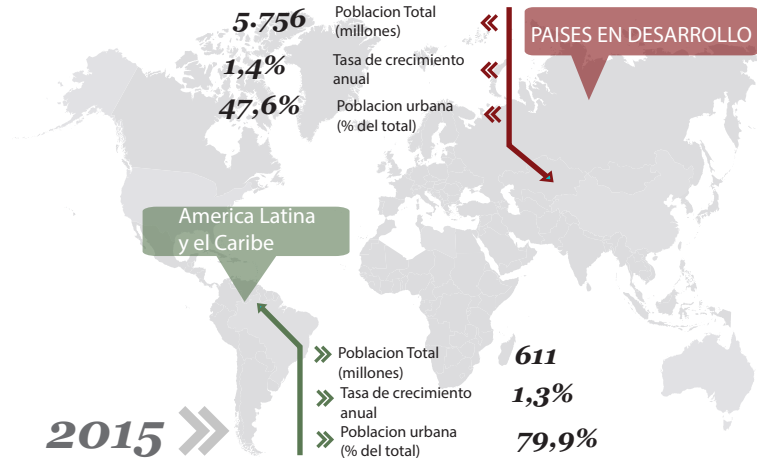 5.756
Poblacion Total
(millones)
1,4%
Tasa de crecimiento
anual
47,6%
Poblacion urbana
(% del total)
PAISES EN DESARROLLO
America Latina
y el Caribe
Poblacion Total
(millones)
611
Tasa de crecimiento
anual
1,3%
Poblacion urbana
(% del total)
79,9%
2015